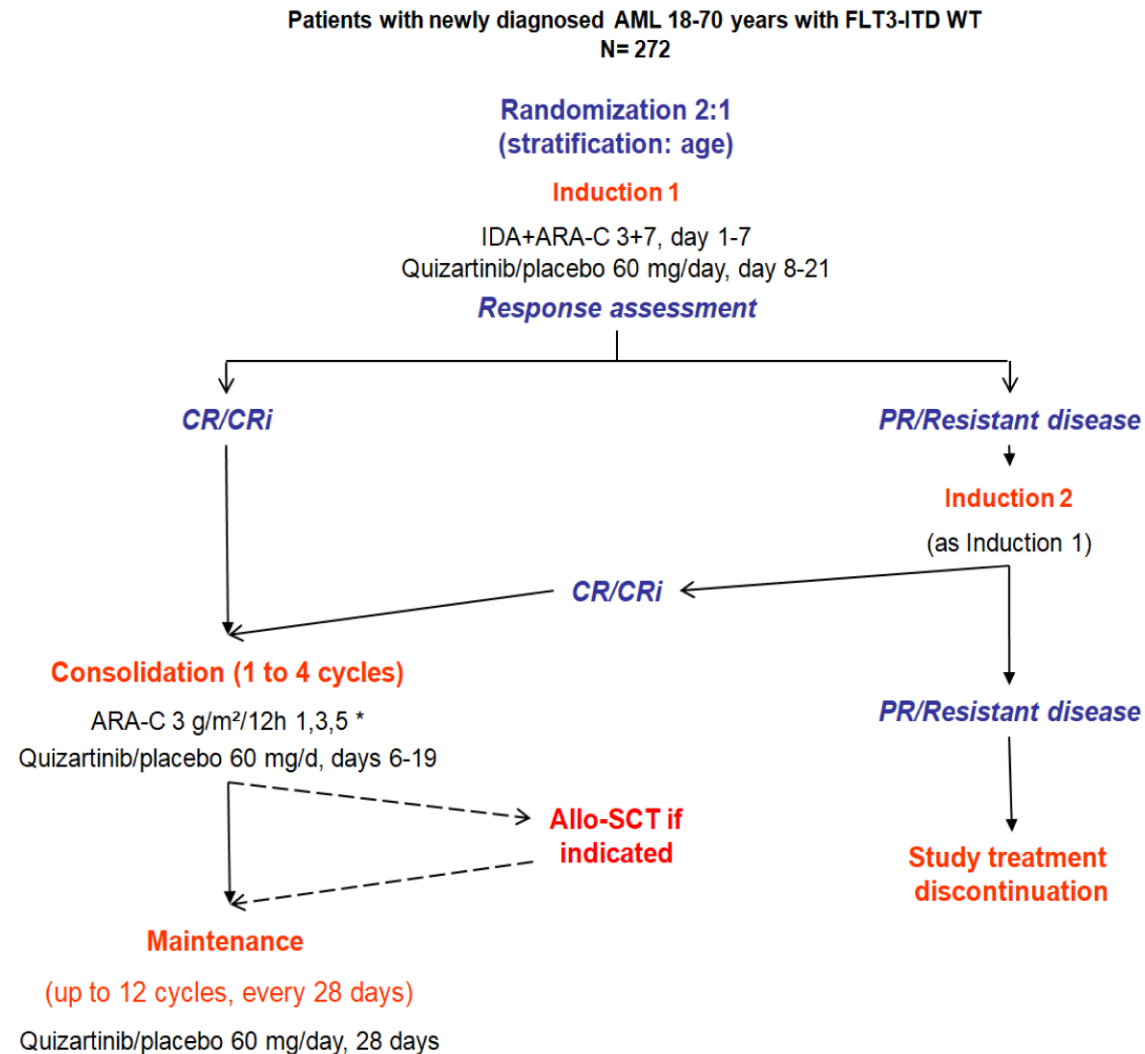 Patients with newly diagnosed AML 18-70 years with FLT3-ITD WT
N= 272
Randomization 2:1
(stratification: age)
Induction 1
IDA+ARA-C 3+7, day 1-7
Quizartinib/placebo 60 mg/day, day 8-21
Response assessment
CR/CRi
PR/Resistant disease
Induction 2
(as Induction 1)
CR/CRi
Consolidation (1 to 4 cycles)
ARA-C 3 g/m²/12h 1,3,5 *
Quizartinib/placebo 60 mg/d, days 6-19
PR/Resistant disease
Allo-SCT if
indicated
Study treatment
discontinuation
Maintenance
(up to 12 cycles, every 28 days)
Quizartinib/placebo 60 mg/day, 28 days